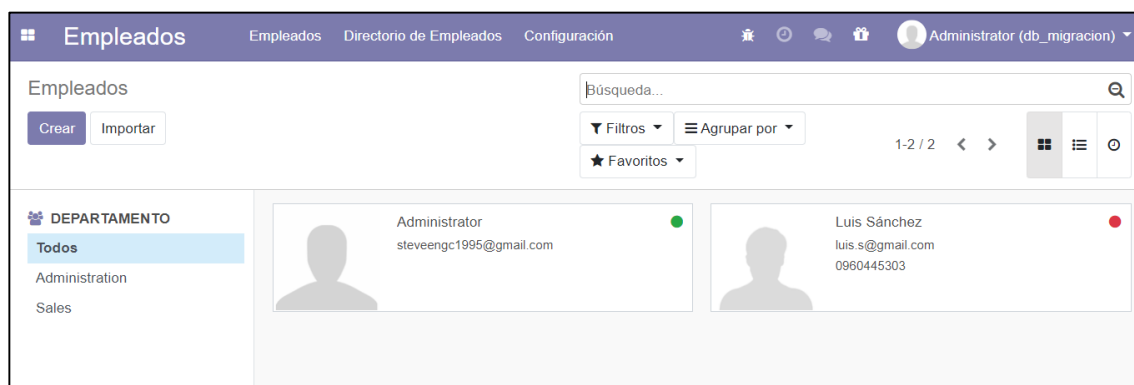 Empleados Empleados Directorio de Empleados Configuración Administrator (db_migracion)
Empleados
Búsqueda...
Crear Importar
Filtros Agrupar por
Favoritos
1-2 / 2
DEPARTAMENTO
Todos
Administration
Sales
Administrator
steveengc1995@gmail.com
Luis Sánchez
luis.s@gmail.com
0960445303